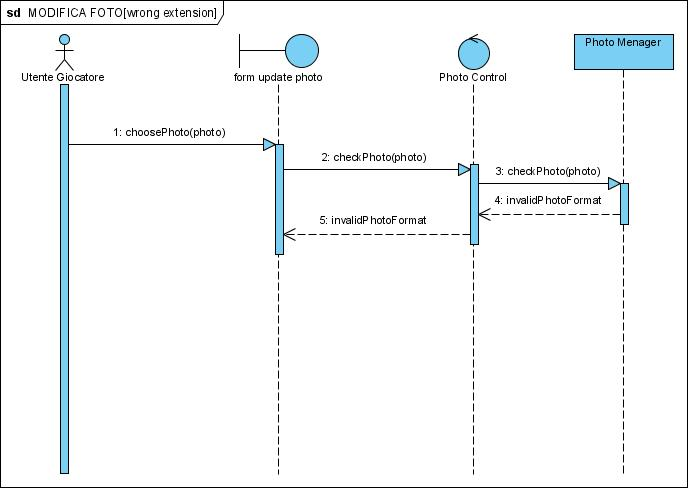 sd MODIFICA FOTO[wrong extension]
Utente Giocatore
form update photo
Photo Control
Photo Menager
1: choosePhoto(photo)
2: checkPhoto(photo)
3: checkPhoto(photo)
4: invalidPhotoFormat
5: invalidPhotoFormat